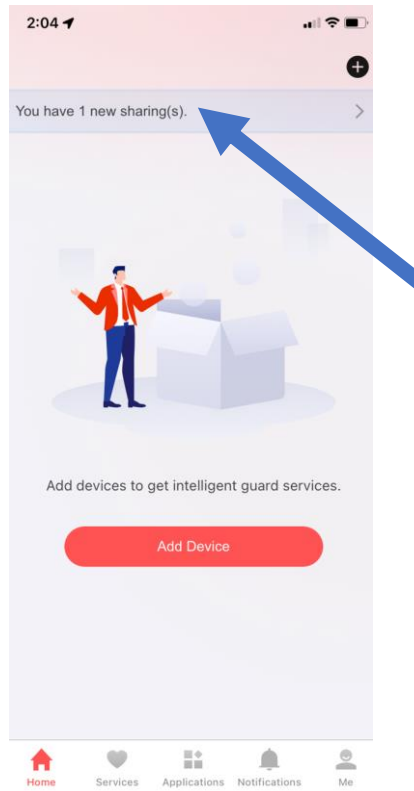 2:04
You have 1 new sharing(s).
Add devices to get intelligent guard services.
Add Device
Home Services Applications Notifications Me